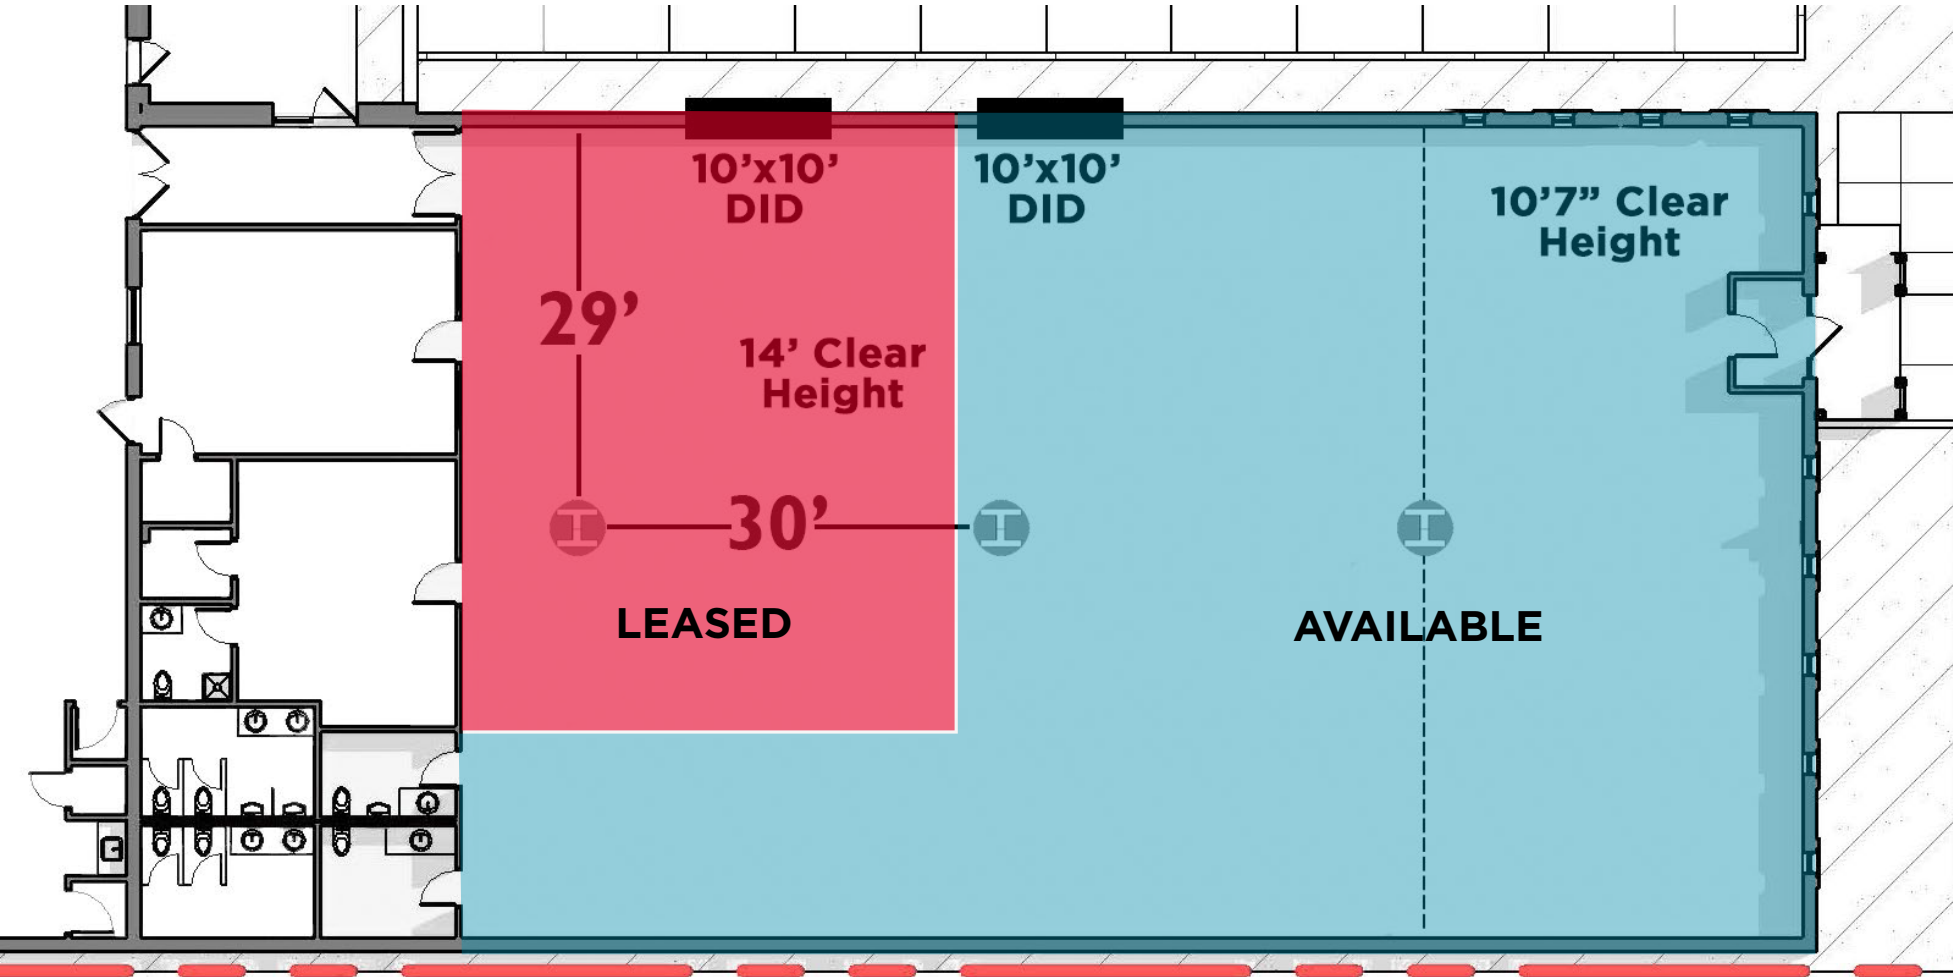 10’x10’
DID
10’x10’
DID
10’7” Clear
Height
29’
14’ Clear
Height
30’
LEASED
AVAILABLE